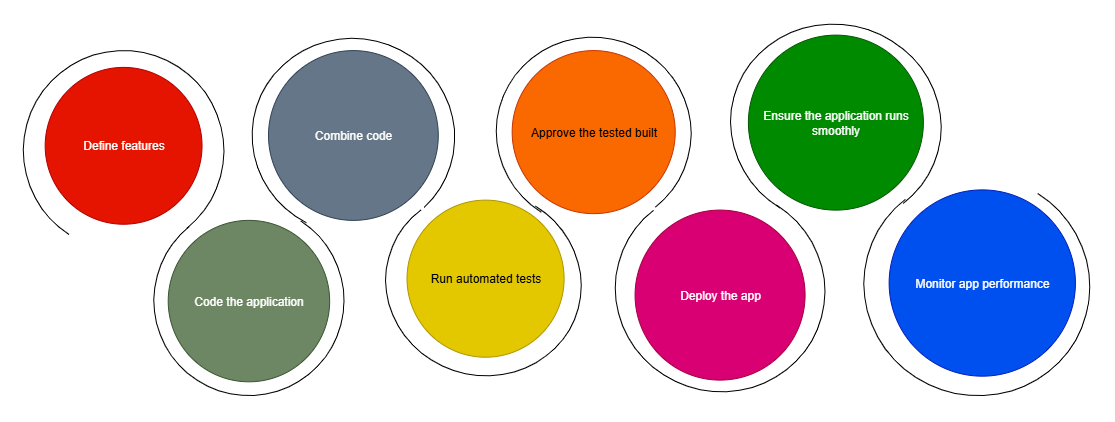 Define features
Code the application
Combine code
Run automated tests
Approve the tested built
Deploy the app
Ensure the application runs
smoothly
Monitor app performance